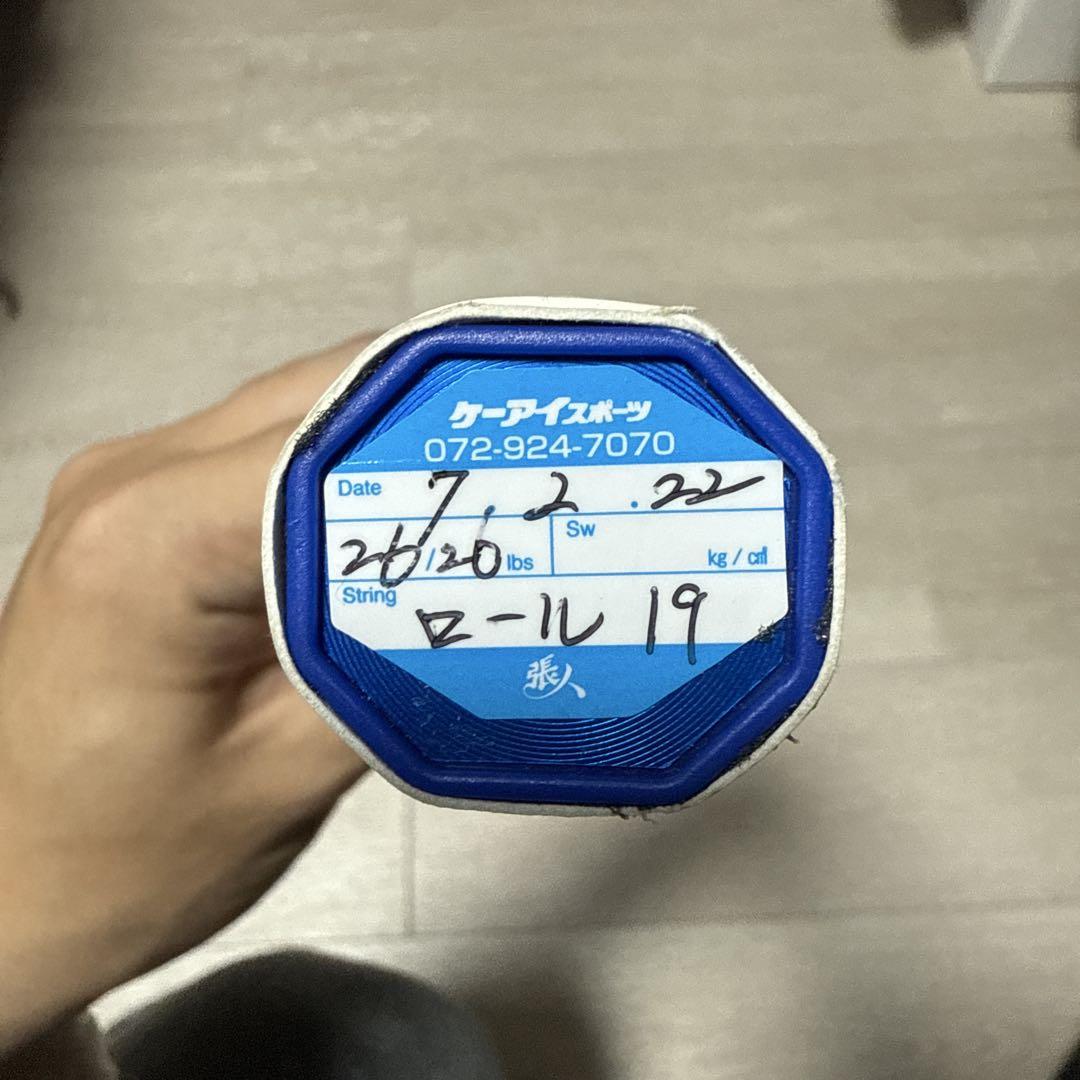 ケーアイスポーツ
072-924-7070
Date 7 . 2 . 22
26/26 lbs Sw kg/c㎡
String ロール 19
張人